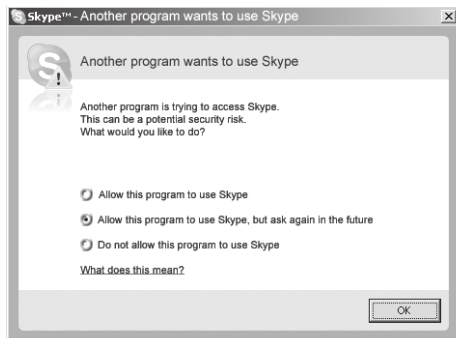 Skype™ - Another program wants to use Skype
Another program wants to use Skype
Another program is trying to access Skype.
This can be a potential security risk.
What would you like to do?
Allow this program to use Skype
Allow this program to use Skype, but ask again in the future
Do not allow this program to use Skype
What does this mean?
OK